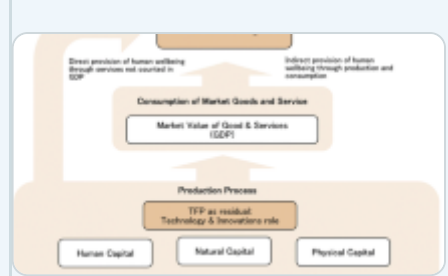 Direct provision of human wellbeing
through services not counted in
GDP
Indirect provision of human
wellbeing through production and
consumption
Consumption of Market Goods and Service
Market Value of Good & Services
(GDP)
Production Process
TFP as residual:
Technology & Innovations role
Human Capital
Natural Capital
Physical Capital